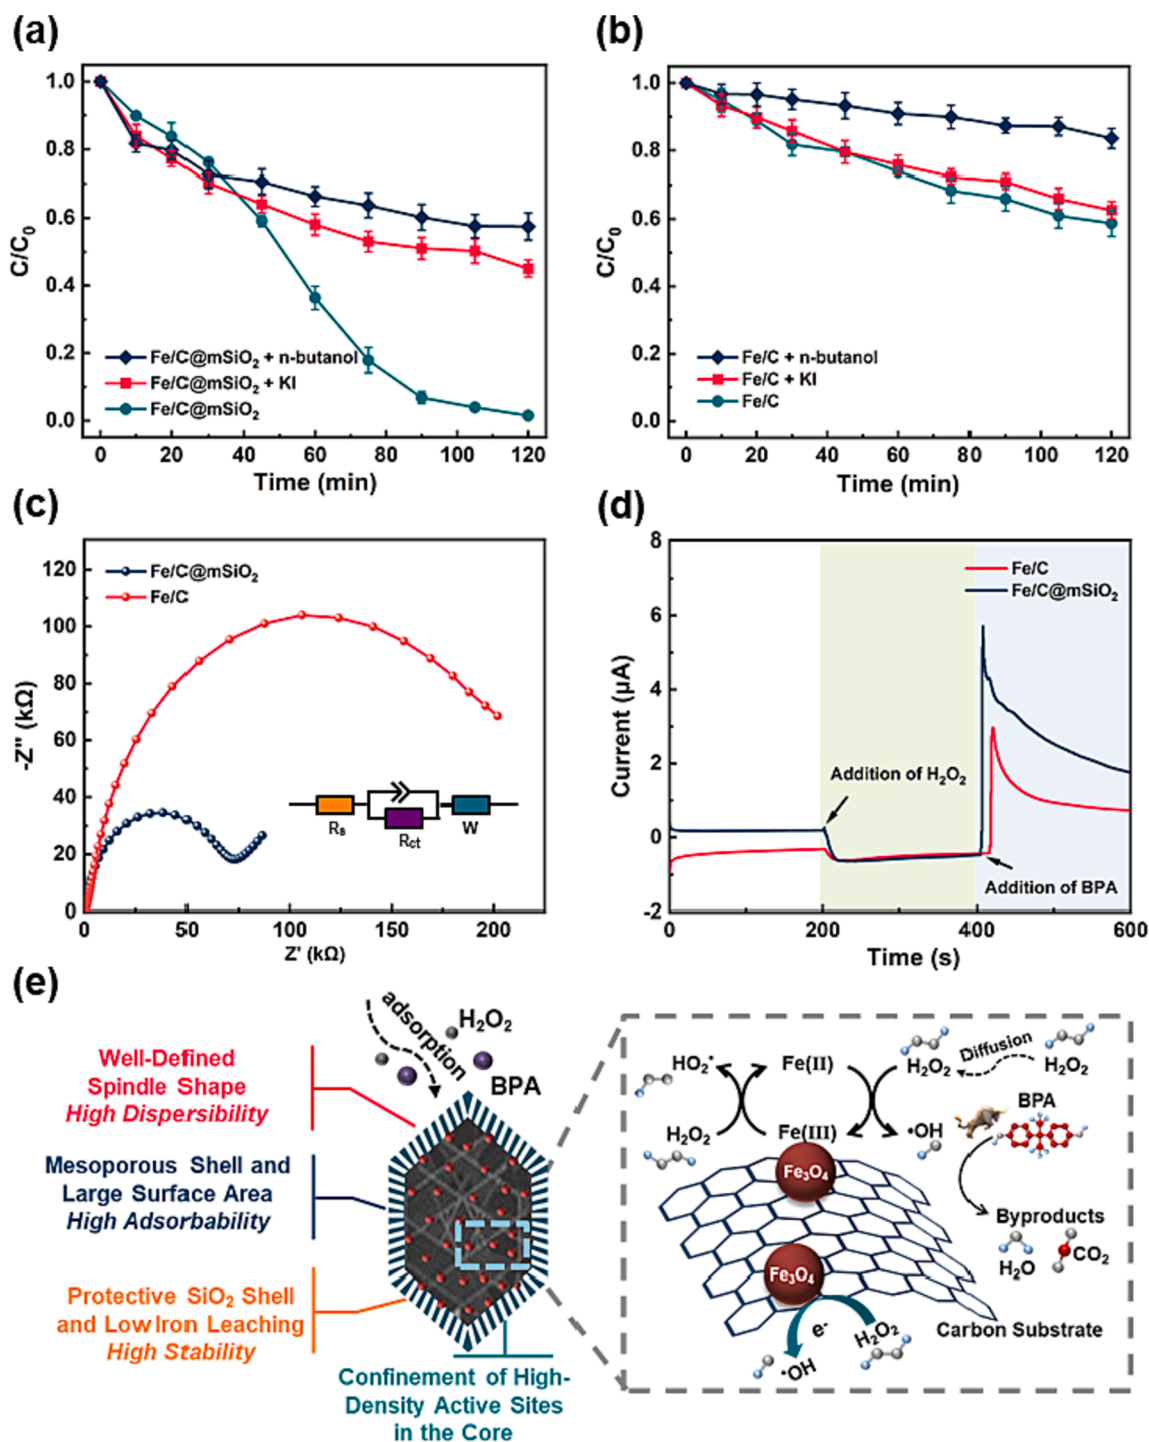 (a)
1.0
0.8
0.6
0.4
0.2
0.0
C/C₀
0 20 40 60 80 100 120
Time (min)
Fe/C@mSiO₂ + n-butanol
Fe/C@mSiO₂ + KI
Fe/C@mSiO₂
(b)
1.0
0.8
0.6
0.4
0.2
0.0
C/C₀
0 20 40 60 80 100 120
Time (min)
Fe/C + n-butanol
Fe/C + KI
Fe/C
(c)
120
100
80
60
40
20
0
-Z'' (kΩ)
0 50 100 150 200
Z' (kΩ)
Fe/C@mSiO₂
Fe/C
Rs
Rct
W
(d)
8
6
4
2
0
-2
Current (μA)
0 200 400 600
Time (s)
Fe/C
Fe/C@mSiO₂
Addition of H₂O₂
Addition of BPA
(e)
adsorption
H₂O₂
BPA
Well-Defined
Spindle Shape
High Dispersibility
Mesoporous Shell and
Large Surface Area
High Adsorbability
Protective SiO₂ Shell
and Low Iron Leaching
High Stability
Confinement of High-
Density Active Sites
in the Core
HO₂•
Fe(II)
H₂O₂
Diffusion
H₂O₂
H₂O₂
Fe(III)
•OH
BPA
Fe₃O₄
Fe₃O₄
Byproducts
H₂O
CO₂
e-
H₂O₂
•OH
Carbon Substrate